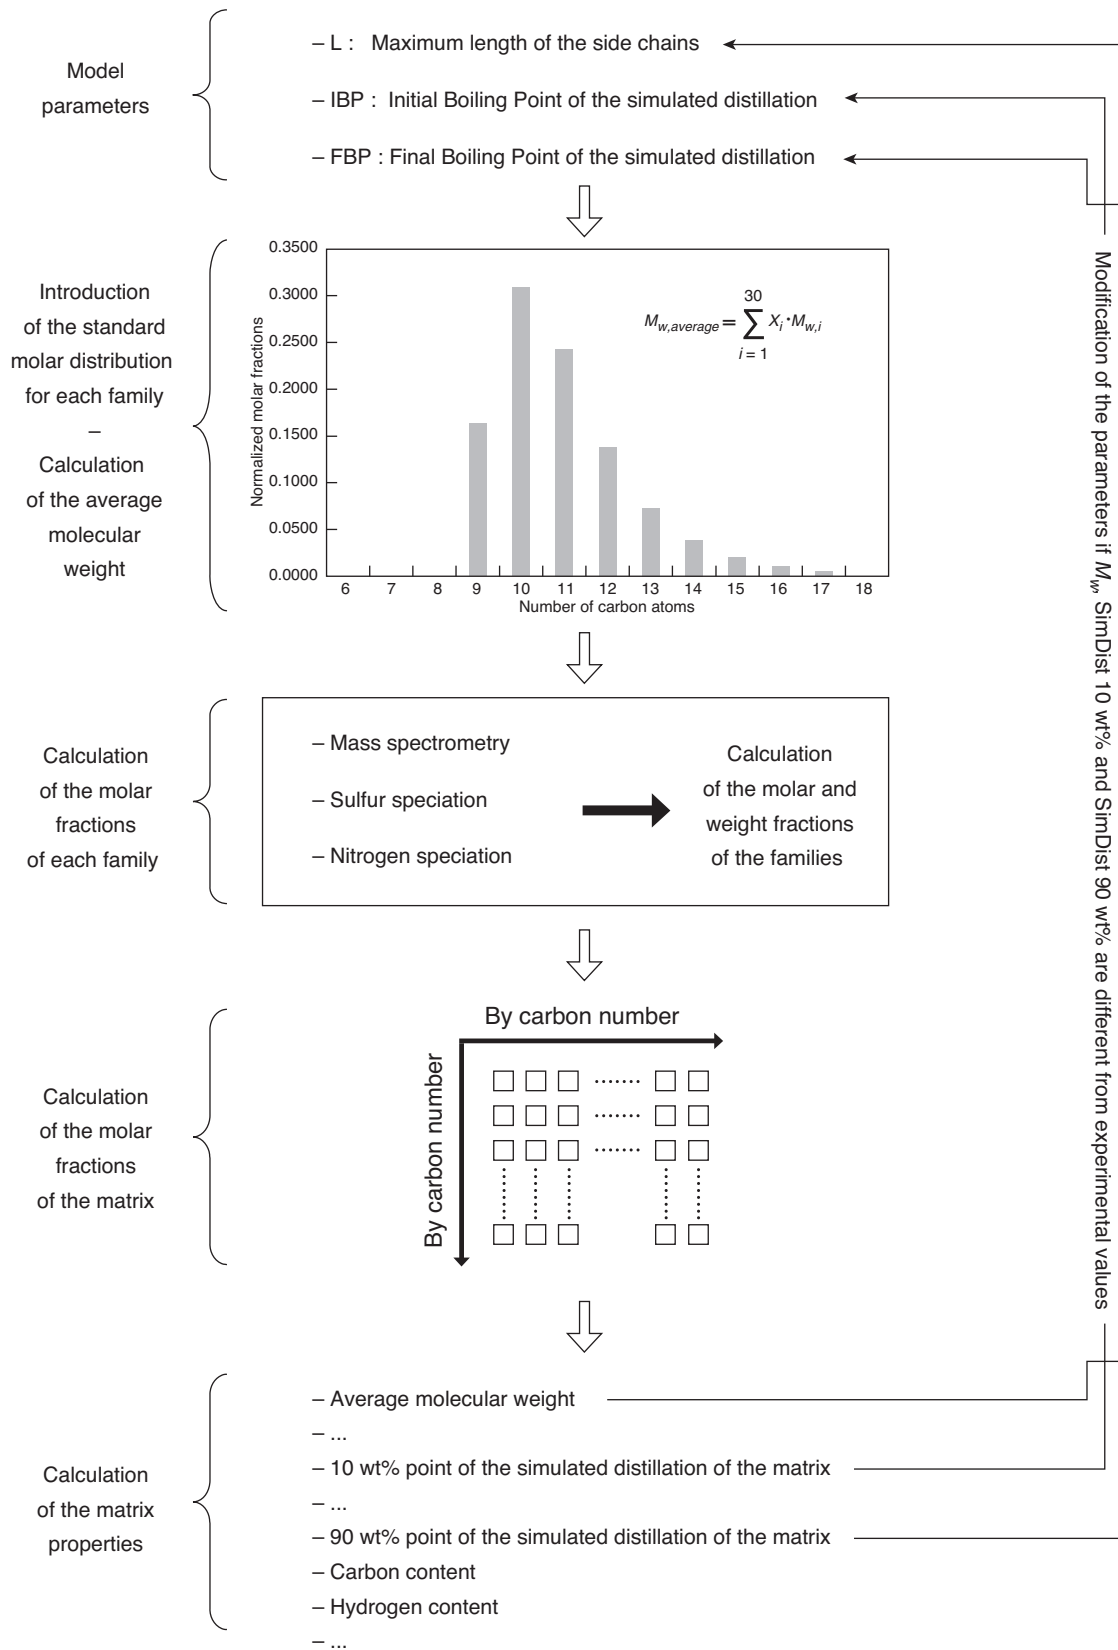 Model
parameters
– L : Maximum length of the side chains
– IBP : Initial Boiling Point of the simulated distillation
– FBP : Final Boiling Point of the simulated distillation
Introduction
of the standard
molar distribution
for each family
–
Calculation
of the average
molecular
weight
Normalized molar fractions
0.3500
0.3000
0.2500
0.2000
0.1500
0.1000
0.0500
0.0000
M_{w,average} = \sum_{i = 1}^{30} X_i · M_{w,i}
6 7 8 9 10 11 12 13 14 15 16 17 18
Number of carbon atoms
Calculation
of the molar
fractions
of each family
– Mass spectrometry
– Sulfur speciation
– Nitrogen speciation
Calculation
of the molar and
weight fractions
of the families
Calculation
of the molar
fractions
of the matrix
By carbon number
By carbon number
Calculation
of the matrix
properties
– Average molecular weight
– ...
– 10 wt% point of the simulated distillation of the matrix
– ...
– 90 wt% point of the simulated distillation of the matrix
– Carbon content
– Hydrogen content
– ...
Modification of the parameters if M_w, SimDist 10 wt% and SimDist 90 wt% are different from experimental values